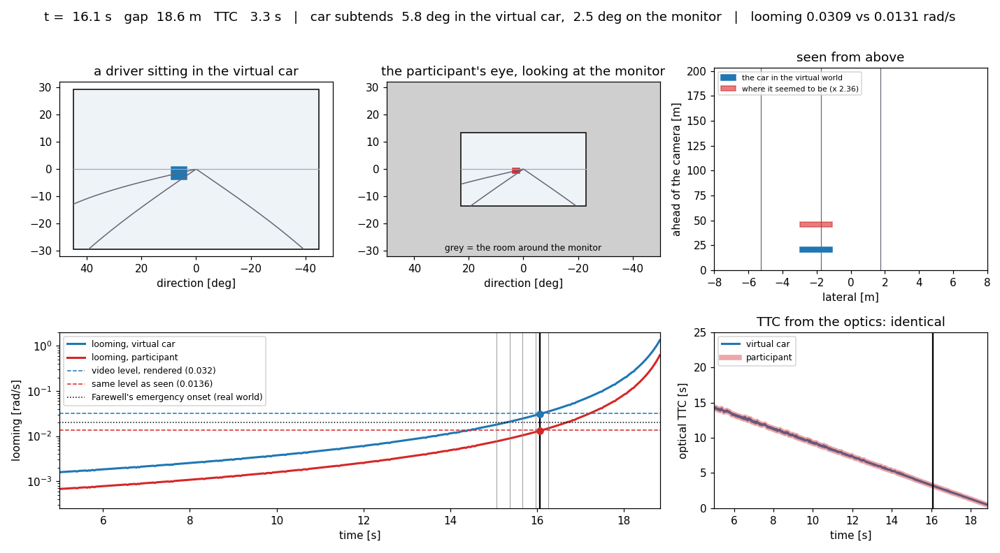 t =  16.1 s   gap  18.6 m   TTC   3.3 s   |   car subtends  5.8 deg in the virtual car,  2.5 deg on the monitor   |   looming 0.0309 vs 0.0131 rad/s
a driver sitting in the virtual car
30
20
10
0
−10
−20
−30
40
20
0
−20
−40
direction [deg]
the participant's eye, looking at the monitor
30
20
10
0
−10
−20
−30
grey = the room around the monitor
40
20
0
−20
−40
direction [deg]
seen from above
the car in the virtual world
where it seemed to be (x 2.36)
ahead of the camera [m]
200
175
150
125
100
75
50
25
0
−8
−6
−4
−2
0
2
4
6
8
lateral [m]
looming, virtual car
looming, participant
video level, rendered (0.032)
same level as seen (0.0136)
Farewell's emergency onset (real world)
looming [rad/s]
10⁰
10⁻¹
10⁻²
10⁻³
6
8
10
12
14
16
18
time [s]
TTC from the optics: identical
virtual car
participant
optical TTC [s]
25
20
15
10
5
0
6
8
10
12
14
16
18
time [s]